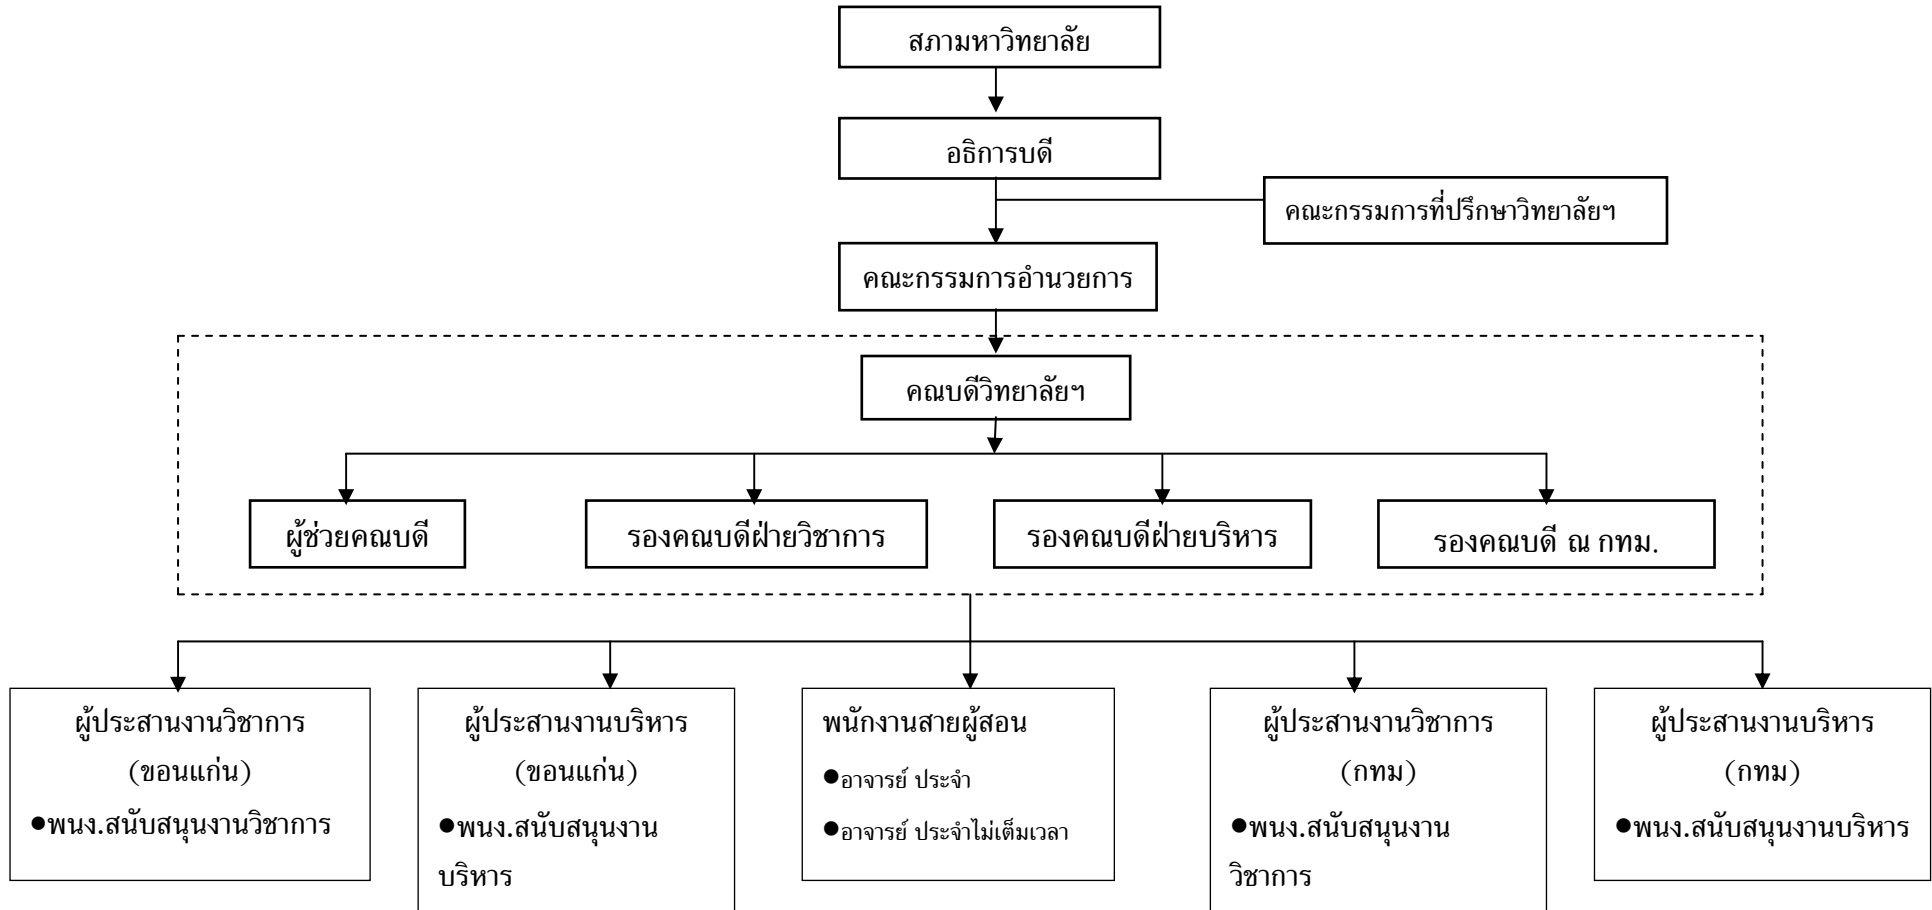 สภามหาวิทยาลัย
อธิการบดี
คณะกรรมการที่ปรึกษาวิทยาลัยฯ
คณะกรรมการอำนวยการ
คณบดีวิทยาลัยฯ
ผู้ช่วยคณบดี
รองคณบดีฝ่ายวิชาการ
รองคณบดีฝ่ายบริหาร
รองคณบดี ณ กทม.
ผู้ประสานงานวิชาการ
(ขอนแก่น)
●พนง.สนับสนุนงานวิชาการ
ผู้ประสานงานบริหาร
(ขอนแก่น)
●พนง.สนับสนุนงาน
บริหาร
พนักงานสายผู้สอน
●อาจารย์ ประจำ
●อาจารย์ ประจำไม่เต็มเวลา
ผู้ประสานงานวิชาการ
(กทม)
●พนง.สนับสนุนงาน
วิชาการ
ผู้ประสานงานบริหาร
(กทม)
●พนง.สนับสนุนงานบริหาร